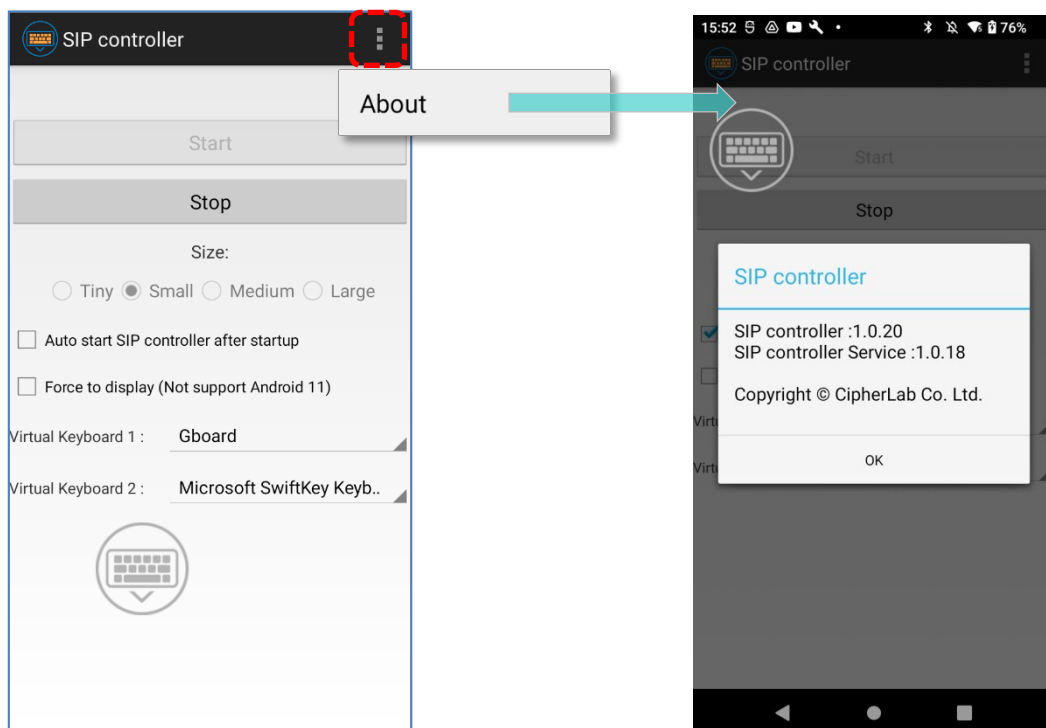 SIP controller
About
Start
Stop
Size:
Tiny Small Medium Large
Auto start SIP controller after startup
Force to display (Not support Android 11)
Virtual Keyboard 1 : Gboard
Virtual Keyboard 2 : Microsoft SwiftKey Keyb..
15:52 76%
SIP controller
Start
Stop
SIP controller
SIP controller :1.0.20
SIP controller Service :1.0.18
Copyright © CipherLab Co. Ltd.
Virt
OK
Virt